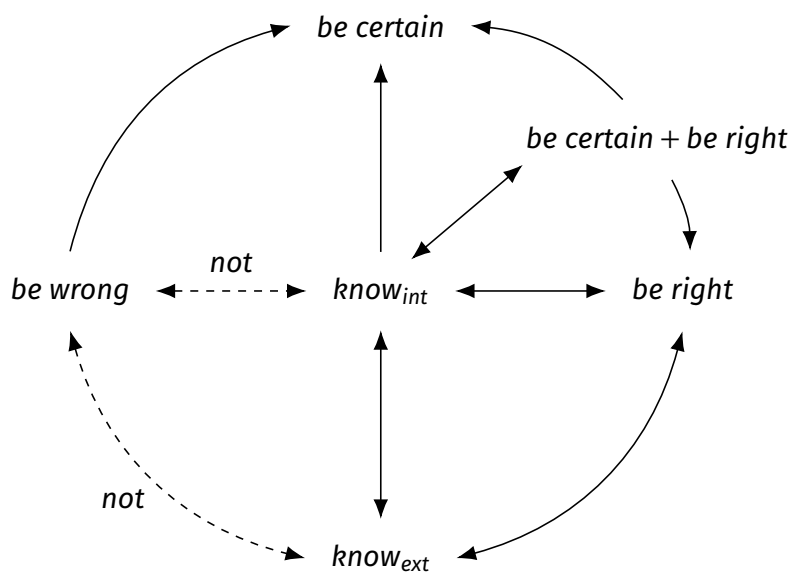 be certain
be certain + be right
not
be wrong
know_int
be right
not
know_ext